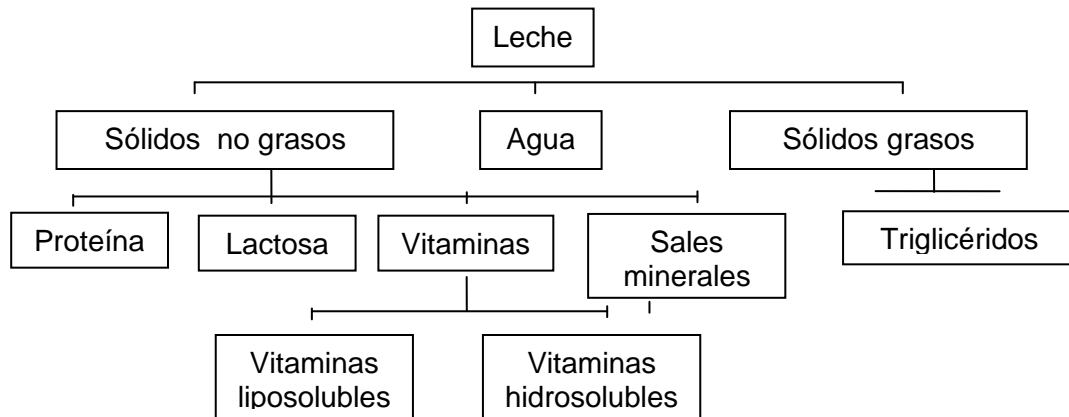 Leche
Sólidos no grasos
Agua
Sólidos grasos
Proteína
Lactosa
Vitaminas
Sales
minerales
Triglicéridos
Vitaminas
liposolubles
Vitaminas
hidrosolubles